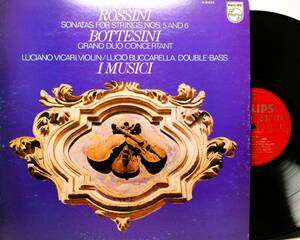 ROSSINI
SONATAS FOR STRINGS, NOS. 5 AND 6
BOTTESINI
GRAND DUO CONCERTANT
LUCIANO VICARI, VIOLIN / LUCIO BUCCARELLA, DOUBLE-BASS
I MUSICI
PHILIPS